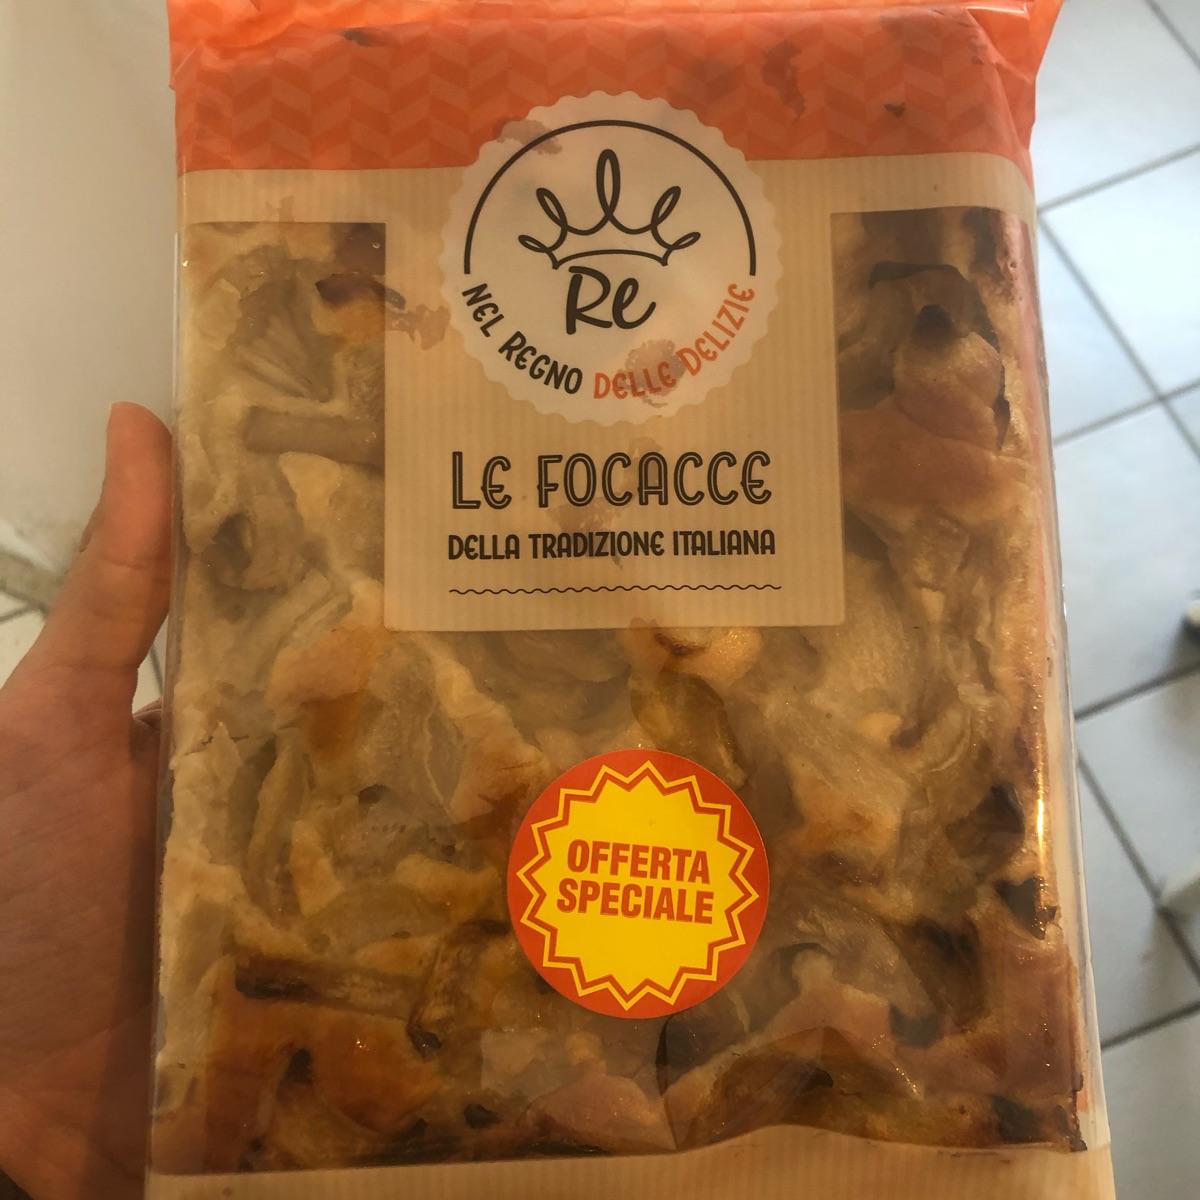 Re
NEL REGNO DELLE DELIZIE
LE FOCACCE
DELLA TRADIZIONE ITALIANA
OFFERTA
SPECIALE